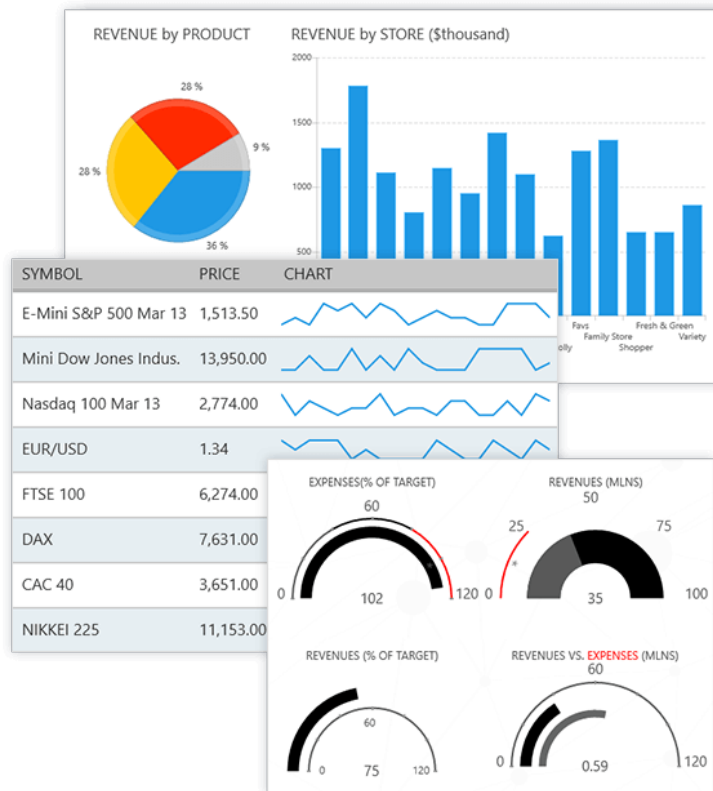 REVENUE by PRODUCT
28 %
9 %
28 %
36 %
REVENUE by STORE ($thousand)
2000
1500
1000
500
Favs
Fresh & Green
Family Store
Variety
Shopper
SYMBOL PRICE CHART
E-Mini S&P 500 Mar 13 1,513.50
Mini Dow Jones Indus. 13,950.00
Nasdaq 100 Mar 13 2,774.00
EUR/USD 1.34
FTSE 100 6,274.00
DAX 7,631.00
CAC 40 3,651.00
NIKKEI 225 11,153.00
EXPENSES(% OF TARGET)
60
0 102 120
REVENUES (MLNS)
50
25 75
0 35 100
REVENUES (% OF TARGET)
60
0 75 120
REVENUES VS. EXPENSES (MLNS)
60
0 0.59 120